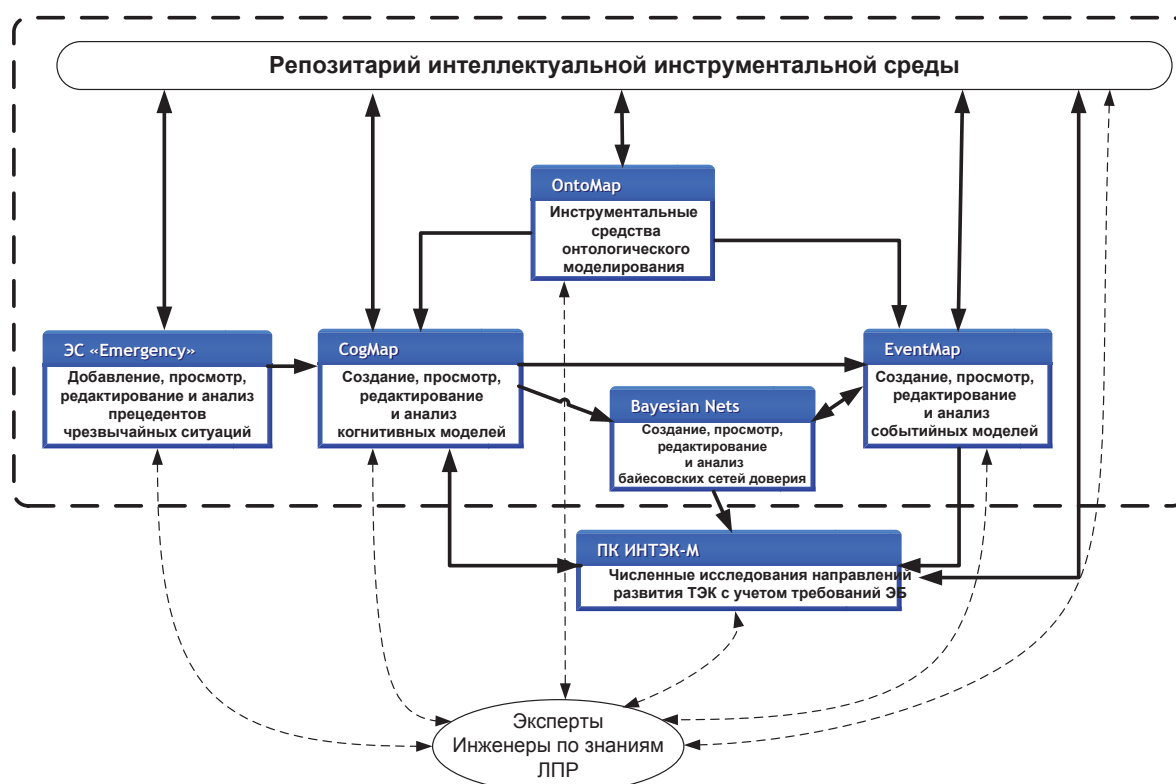 Репозитарий интеллектуальной инструментальной среды
OntoMap
Инструментальные
средства
онтологического
моделирования
ЭС «Emergency»
Добавление, просмотр,
редактирование и анализ
прецедентов
чрезвычайных ситуаций
CogMap
Создание, просмотр,
редактирование
и анализ
когнитивных моделей
EventMap
Создание, просмотр,
редактирование
и анализ
событийных моделей
Bayesian Nets
Создание, просмотр,
редактирование
и анализ
байесовских сетей доверия
ПК ИНТЭК-М
Численные исследования направлений
развития ТЭК с учетом требований ЭБ
Эксперты
Инженеры по знаниям
ЛПР